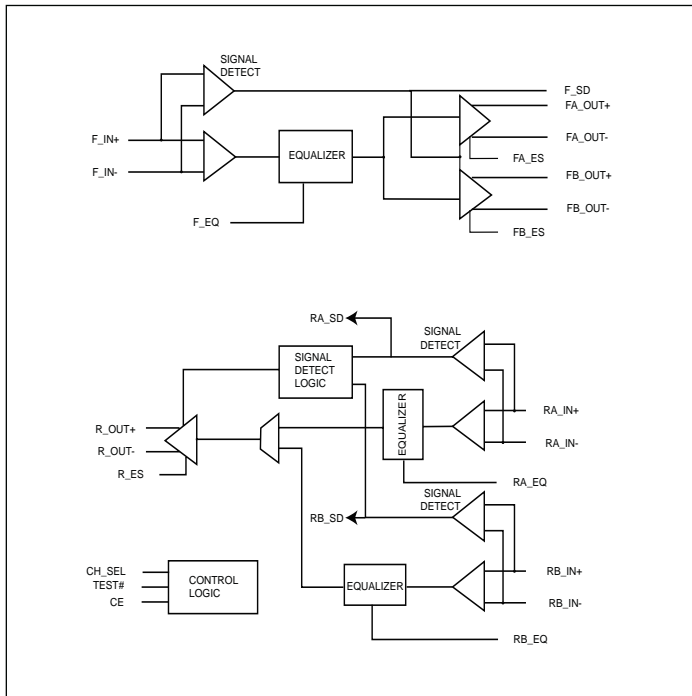 SIGNAL
DETECT
F_SD
FA_OUT+
F_IN+
FA_OUT-
EQUALIZER
FA_ES
F_IN-
FB_OUT+
FB_OUT-
F_EQ
FB_ES
RA_SD
SIGNAL
DETECT
SIGNAL
DETECT
LOGIC
EQUALIZER
RA_IN+
R_OUT+
RA_IN-
R_OUT-
R_ES
RA_EQ
SIGNAL
DETECT
RB_SD
CH_SEL
TEST#
CE
CONTROL
LOGIC
EQUALIZER
RB_IN+
RB_IN-
RB_EQ